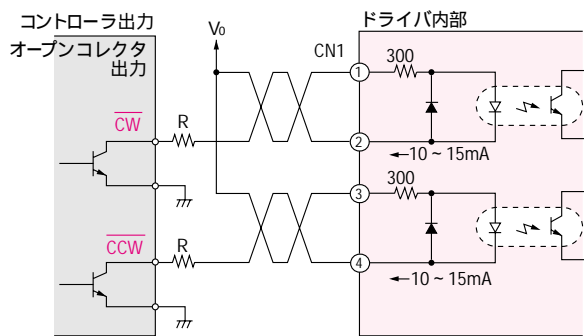 コントローラ出力
オープンコレクタ
出力
V₀
CN1
ドライバ内部
CW
R
1
300
2
←10 ~ 15mA
CCW
R
3
300
4
←10 ~ 15mA